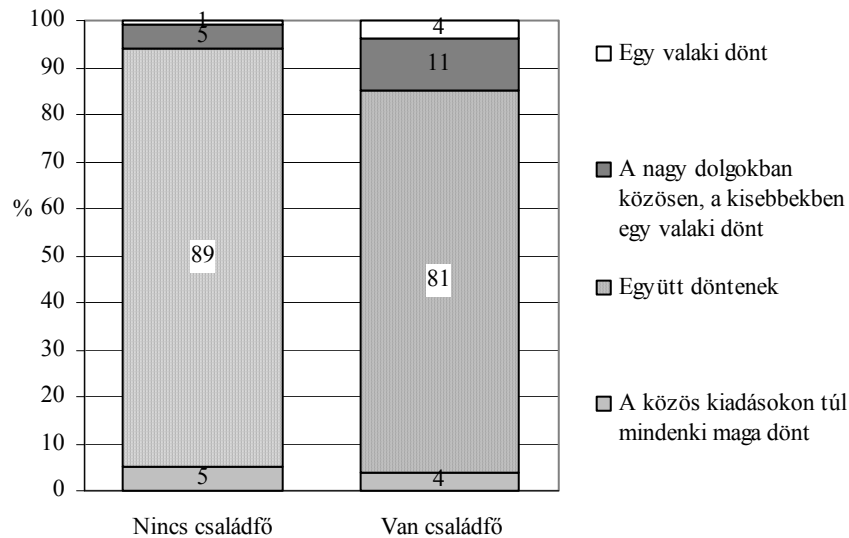 100
90
80
70
% 60
50
40
30
20
10
0
1
5
89
5
4
11
81
4
Nincs családfő
Van családfő
Egy valaki dönt
A nagy dolgokban
közösen, a kisebbekben
egy valaki dönt
Együtt döntenek
A közös kiadásokon túl
mindenki maga dönt